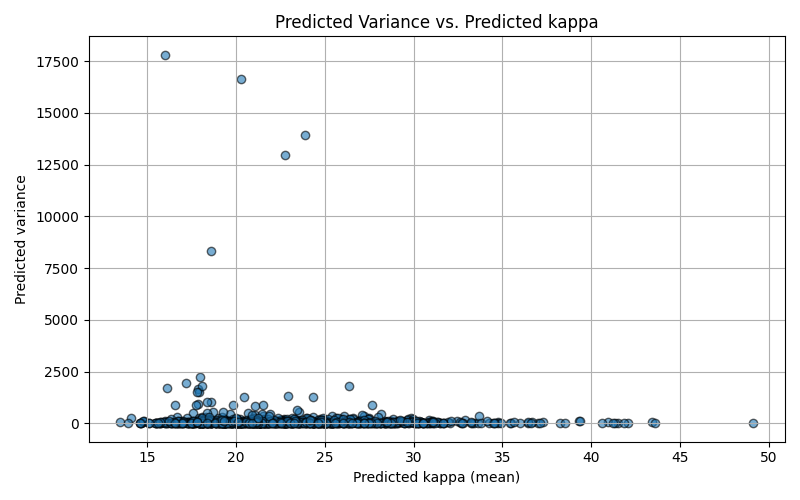 Predicted Variance vs. Predicted kappa
17500
15000
12500
10000
7500
5000
2500
0
Predicted variance
15 20 25 30 35 40 45 50
Predicted kappa (mean)